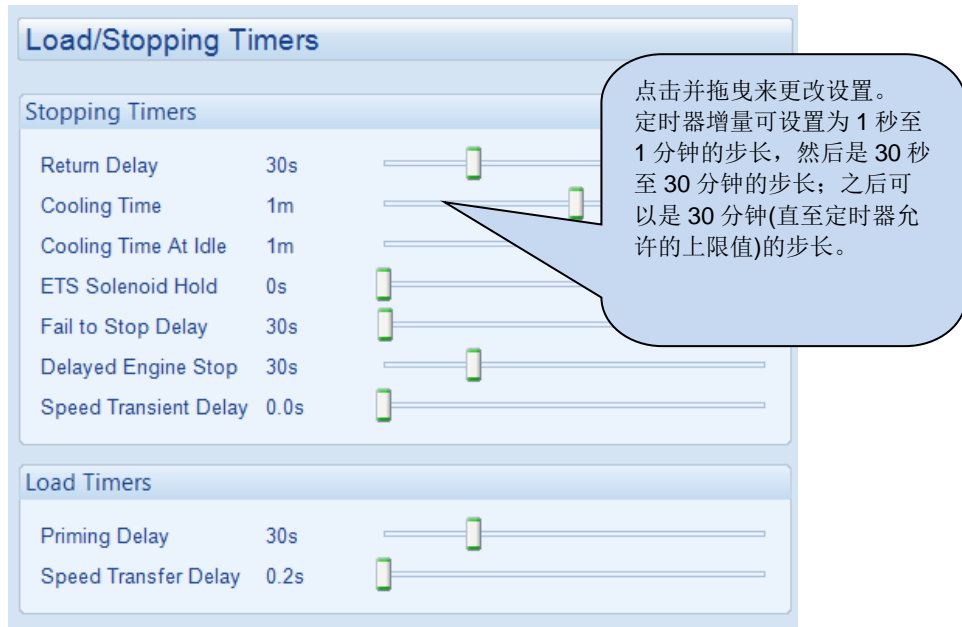 Load/Stopping Timers
Stopping Timers
Return Delay 30s
Cooling Time 1m
Cooling Time At Idle 1m
ETS Solenoid Hold 0s
Fail to Stop Delay 30s
Delayed Engine Stop 30s
Speed Transient Delay 0.0s
点击并拖曳来更改设置。
定时器增量可设置为 1 秒至
1 分钟的步长，然后是 30 秒
至 30 分钟的步长；之后可
以是 30 分钟(直至定时器允
许的上限值)的步长。
Load Timers
Priming Delay 30s
Speed Transfer Delay 0.2s